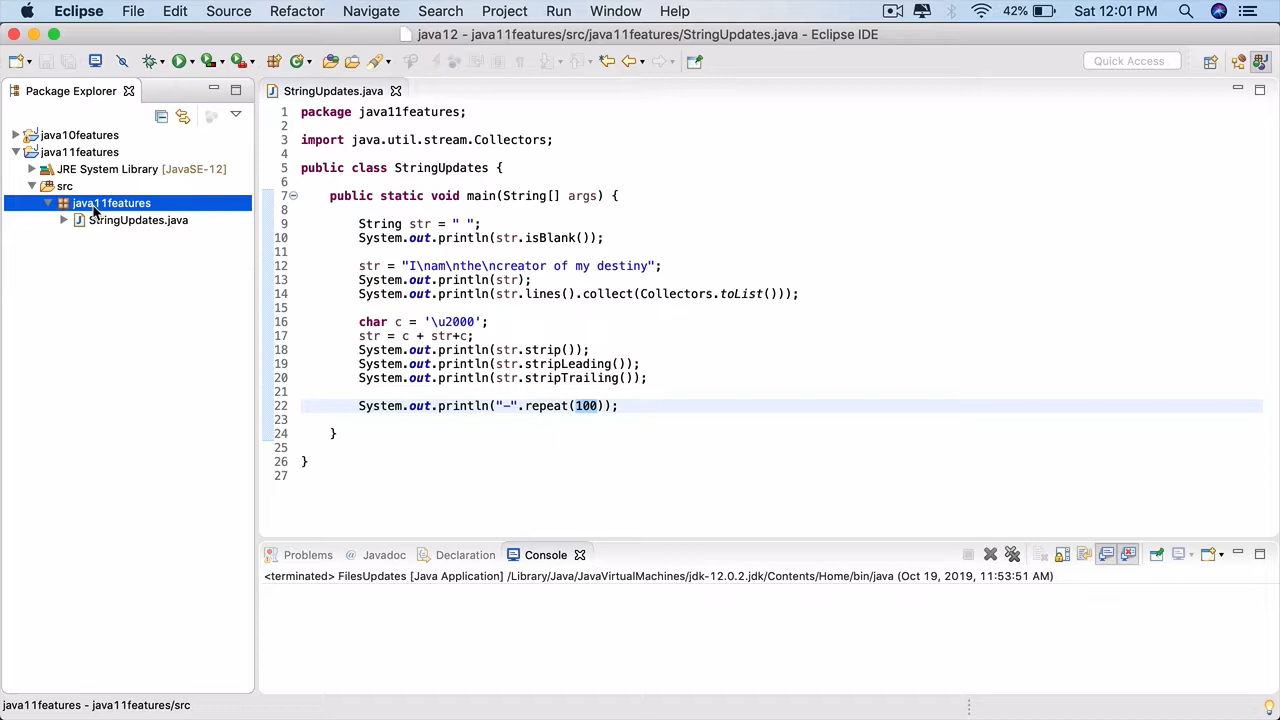 Eclipse File Edit Source Refactor Navigate Search Project Run Window Help 42% Sat 12:01 PM
java12 - java11features/src/java11features/StringUpdates.java - Eclipse IDE
Quick Access
Package Explorer
java10features
java11features
JRE System Library [JavaSE-12]
src
java11features
StringUpdates.java
StringUpdates.java
1 package java11features;
2
3 import java.util.stream.Collectors;
4
5 public class StringUpdates {
6
7 public static void main(String[] args) {
8
9 String str = " ";
10 System.out.println(str.isBlank());
11
12 str = "I\nam\nthe\ncreator of my destiny";
13 System.out.println(str);
14 System.out.println(str.lines().collect(Collectors.toList()));
15
16 char c = '\u2000';
17 str = c + str+c;
18 System.out.println(str.strip());
19 System.out.println(str.stripLeading());
20 System.out.println(str.stripTrailing());
21
22 System.out.println("-".repeat(100));
23
24 }
25
26 }
27
Problems @ Javadoc Declaration Console
<terminated> FilesUpdates [Java Application] /Library/Java/JavaVirtualMachines/jdk-12.0.2.jdk/Contents/Home/bin/java (Oct 19, 2019, 11:53:51 AM)
java11features - java11features/src